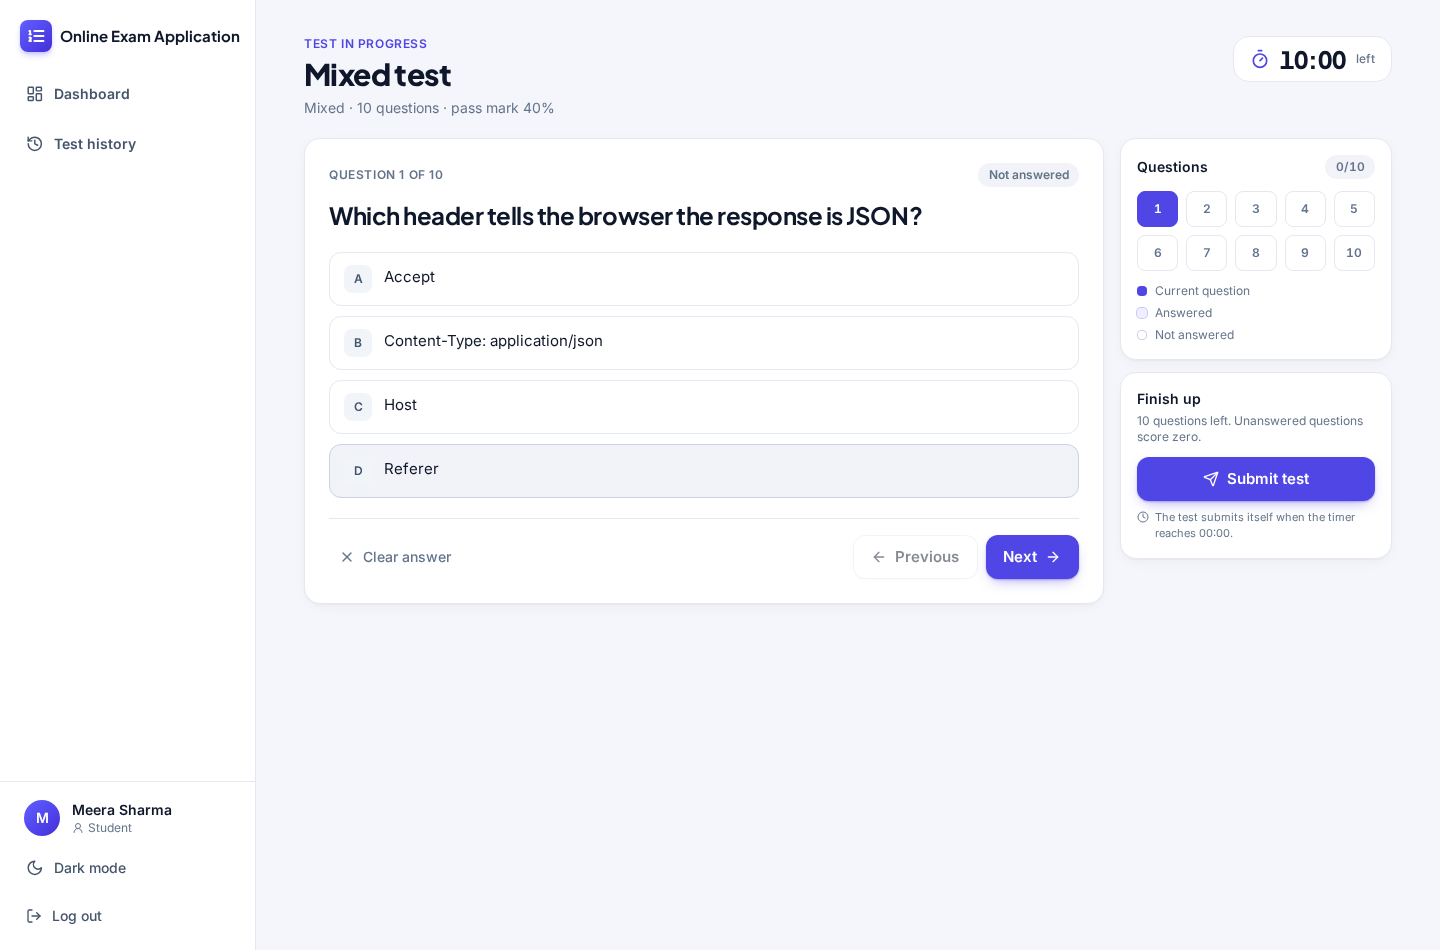 Online Exam Application
Dashboard
Test history
TEST IN PROGRESS
Mixed test
Mixed · 10 questions · pass mark 40%
10:00 left
QUESTION 1 OF 10
Not answered
Which header tells the browser the response is JSON?
A Accept
B Content-Type: application/json
C Host
D Referer
Clear answer
Previous
Next
Questions
0/10
1 2 3 4 5
6 7 8 9 10
Current question
Answered
Not answered
Finish up
10 questions left. Unanswered questions
score zero.
Submit test
The test submits itself when the timer
reaches 00:00.
M
Meera Sharma
Student
Dark mode
Log out